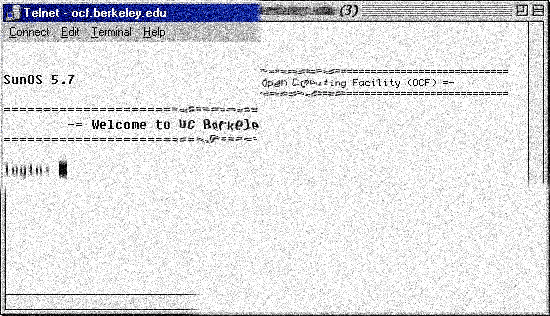 Telnet - ocf.berkeley.edu
(3)
Connect Edit Terminal Help
SunOS 5.7
Open Computing Facility (OCF) =-
-= Welcome to UC Berkele
login: